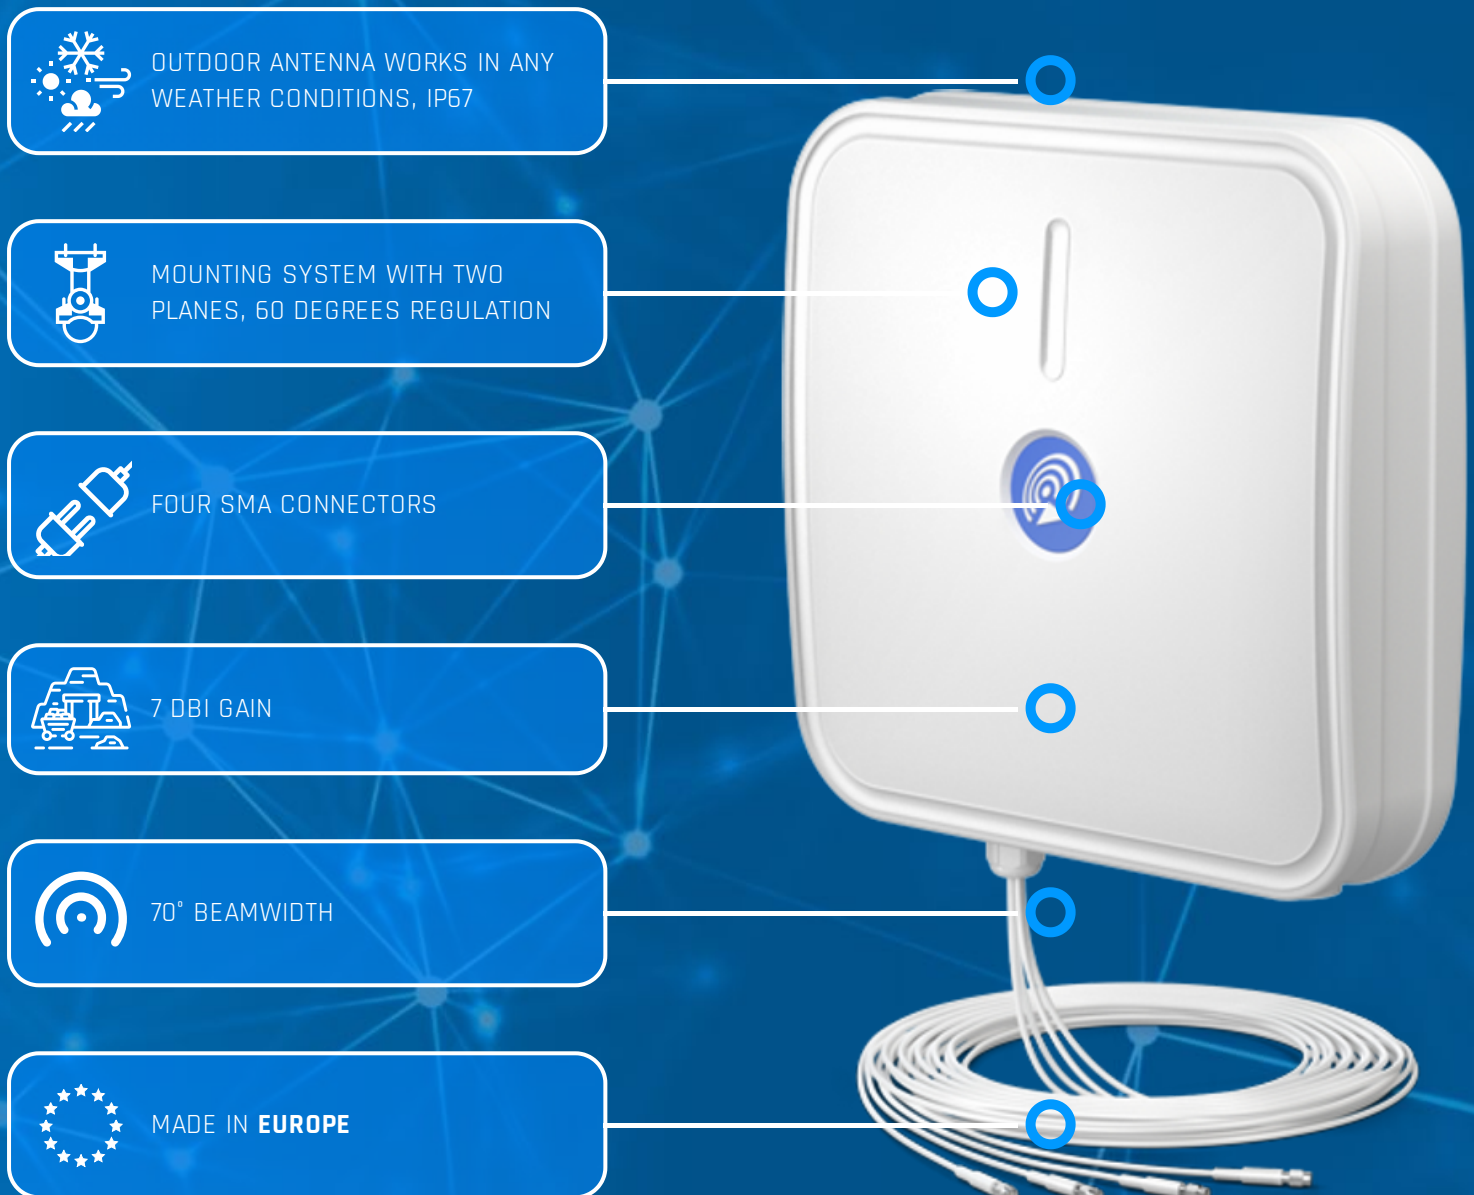 OUTDOOR ANTENNA WORKS IN ANY
WEATHER CONDITIONS, IP67
MOUNTING SYSTEM WITH TWO
PLANES, 60 DEGREES REGULATION
FOUR SMA CONNECTORS
7 DBI GAIN
70° BEAMWIDTH
MADE IN EUROPE